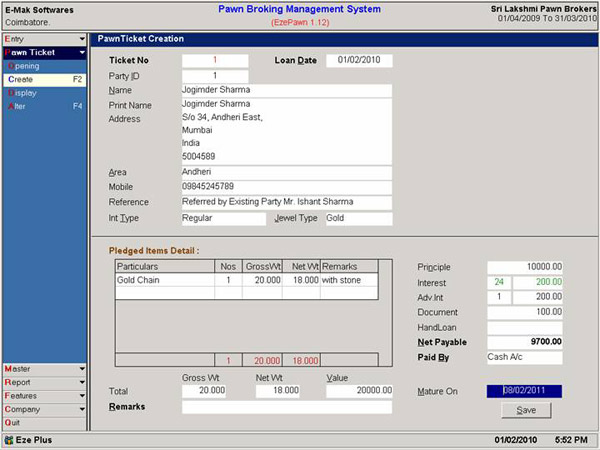 E-Mak Softwares
Coimbatore.
Pawn Broking Management System
(EzePawn 1.12)
Sri Lakshmi Pawn Brokers
01/04/2009 To 31/03/2010
Entry
Pawn Ticket
Opening
Create F2
Display
Alter F4
Master
Report
Features
Company
Quit
PawnTicket Creation
Ticket No 1 Loan Date 01/02/2010
Party ID 1
Name Jogimder Sharma
Print Name Jogimder Sharma
Address S/o 34, Andheri East,
Mumbai
India
5004589
Area Andheri
Mobile 09845245789
Reference Referred by Existing Party Mr. Ishant Sharma
Int Type Regular Jewel Type Gold
Pledged Items Detail :
Particulars Nos GrossWt Net Wt Remarks
Gold Chain 1 20.000 18.000 with stone
1 20.000 18.000
Gross Wt Net Wt Value
Total 20.000 18.000 20000.00
Remarks
Principle 10000.00
Interest 24 200.00
Adv.Int 1 200.00
Document 100.00
HandLoan
Net Payable 9700.00
Paid By Cash A/c
Mature On 08/02/2011
Save
Eze Plus 01/02/2010 5:52 PM